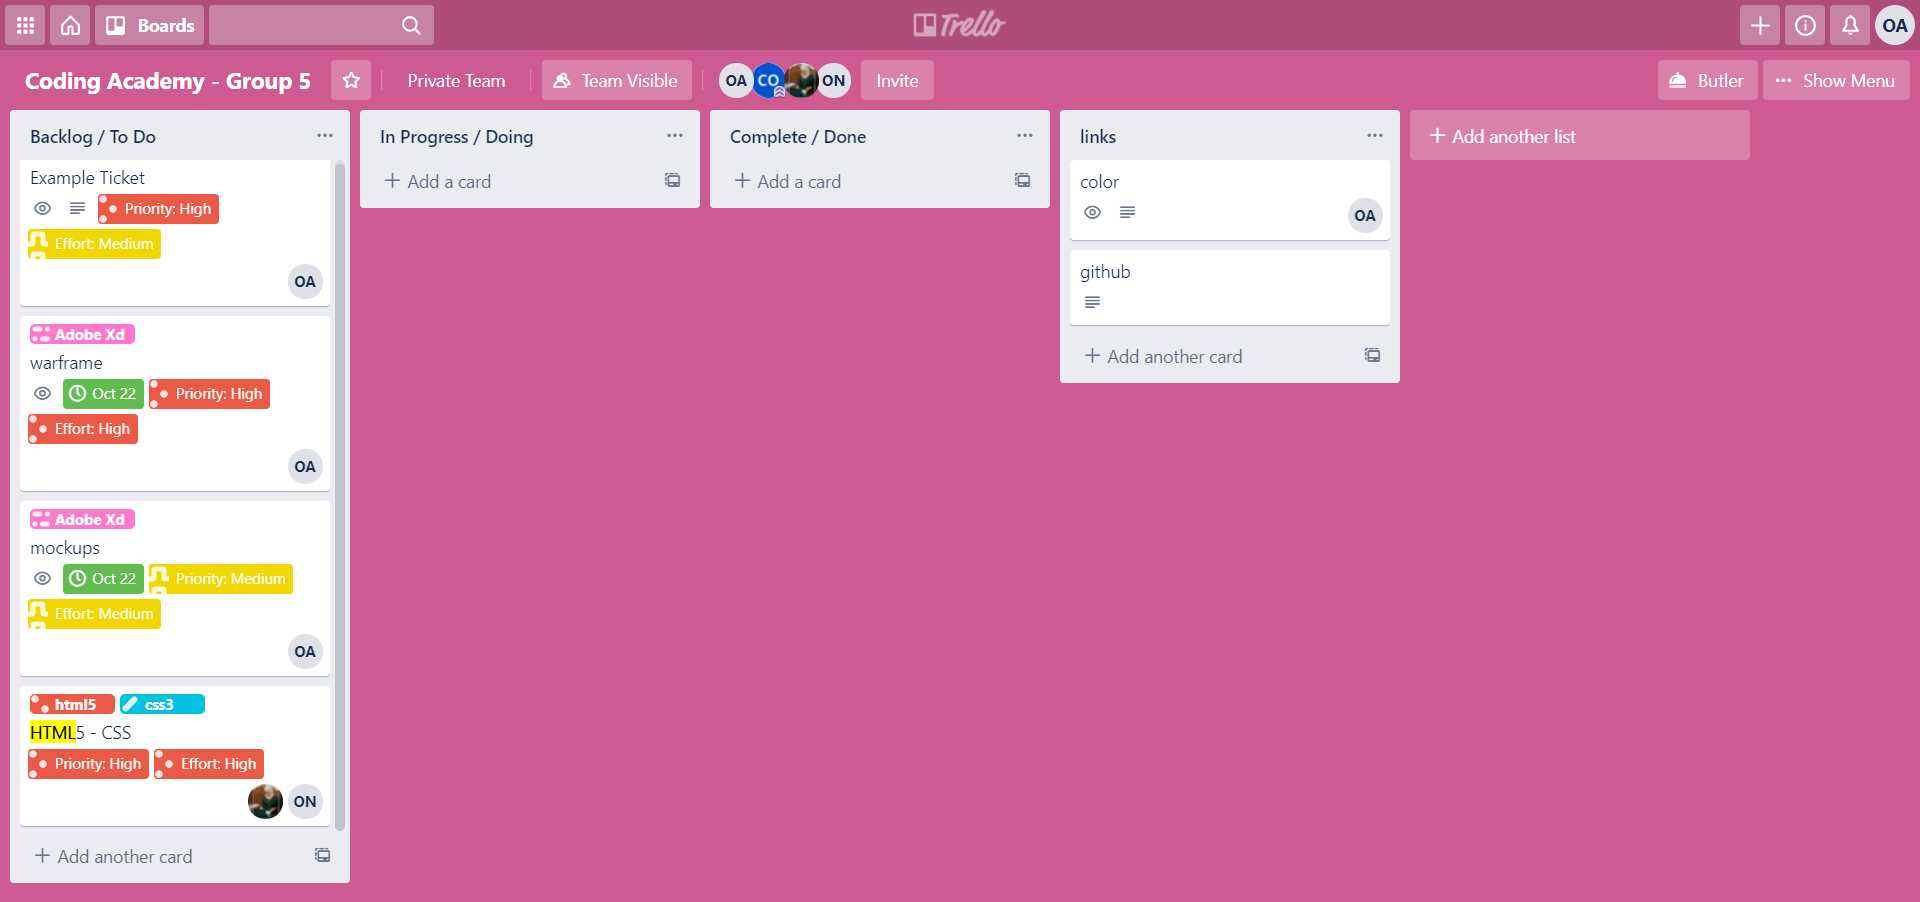 Boards
Trello
OA
Coding Academy - Group 5
Private Team
Team Visible
OA
CO
ON
Invite
Butler
Show Menu
Backlog / To Do
Example Ticket
Priority: High
Effort: Medium
OA
Adobe Xd
warframe
Oct 22
Priority: High
Effort: High
OA
Adobe Xd
mockups
Oct 22
Priority: Medium
Effort: Medium
OA
html5
css3
HTML5 - CSS
Priority: High
Effort: High
ON
Add another card
In Progress / Doing
Add a card
Complete / Done
Add a card
links
color
OA
github
Add another card
Add another list